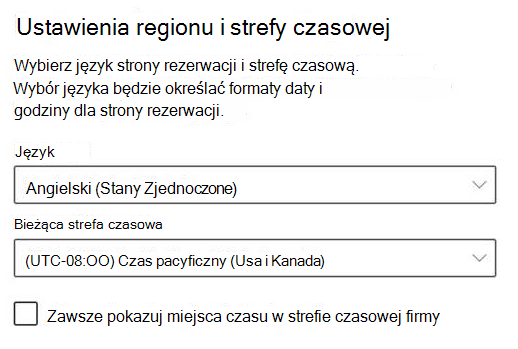 Ustawienia regionu i strefy czasowej
Wybierz język strony rezerwacji i strefę czasową.
Wybór języka będzie określać formaty daty i
godziny dla strony rezerwacji.
Język
Angielski (Stany Zjednoczone)
Bieżąca strefa czasowa
(UTC-08:OO) Czas pacyficzny (Usa i Kanada)
Zawsze pokazuj miejsca czasu w strefie czasowej firmy